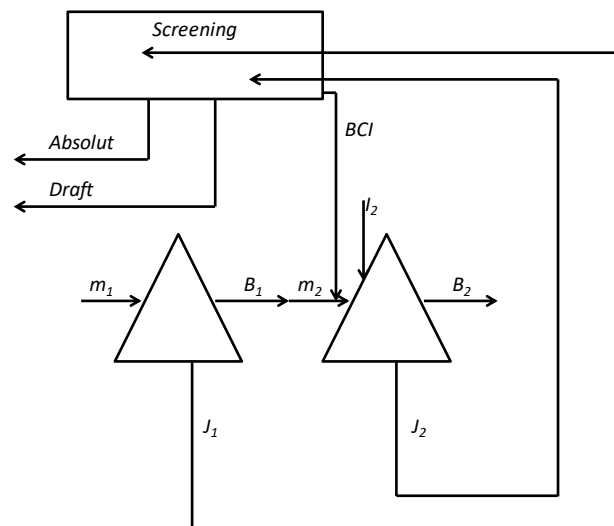 Screening
BCI
Absolut
Draft
I₂
m₁
B₁
m₂
B₂
J₁
J₂